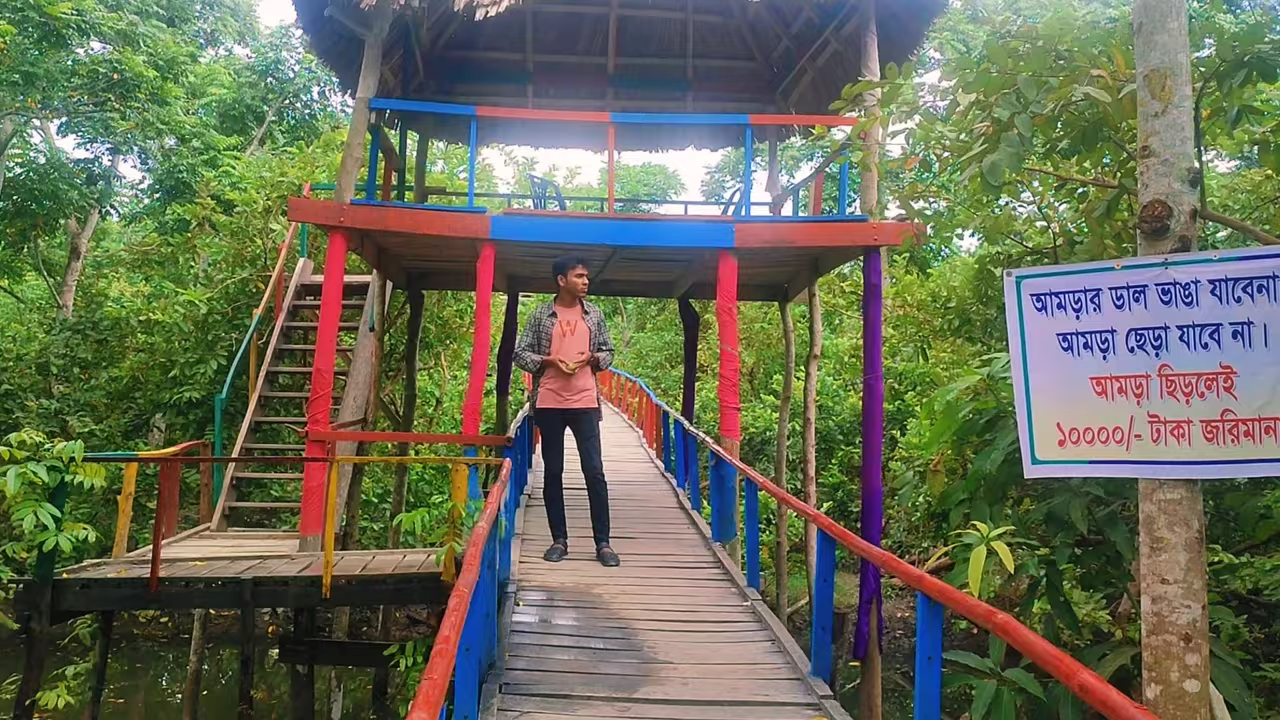 W
আমড়ার ডাল ভাঙা যাবেনা
আমড়া ছেড়া যাবে না।
আমড়া ছিড়লেই
১০০০০/- টাকা জরিমান